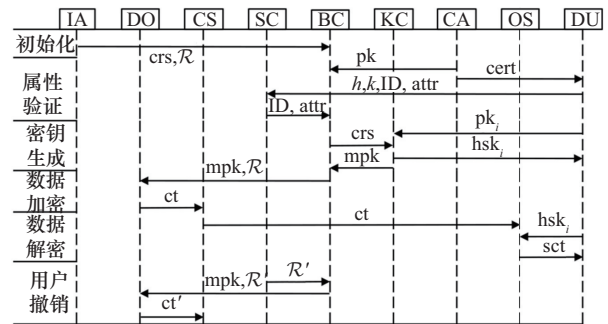 IA DO CS SC BC KC CA OS DU
初始化
crs,ℛ
pk
cert
属性
验证
h,k,ID, attr
ID, attr
密钥
生成
pkᵢ
crs
hskᵢ
mpk
mpk,ℛ
数据
加密
ct
数据
解密
ct
hskᵢ
sct
用户
撤销
ℛ′
mpk,ℛ′
ct′